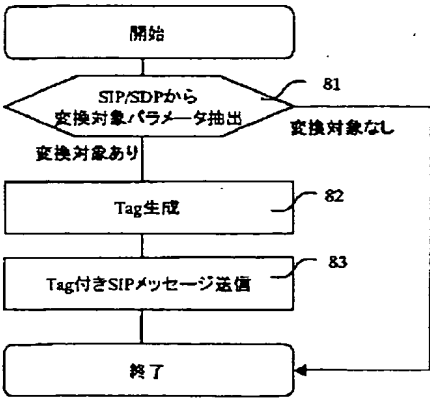 開始
SIP/SDPから
変換対象パラメータ抽出
81
変換対象なし
変換対象あり
Tag生成
82
Tag付きSIPメッセージ送信
83
終了